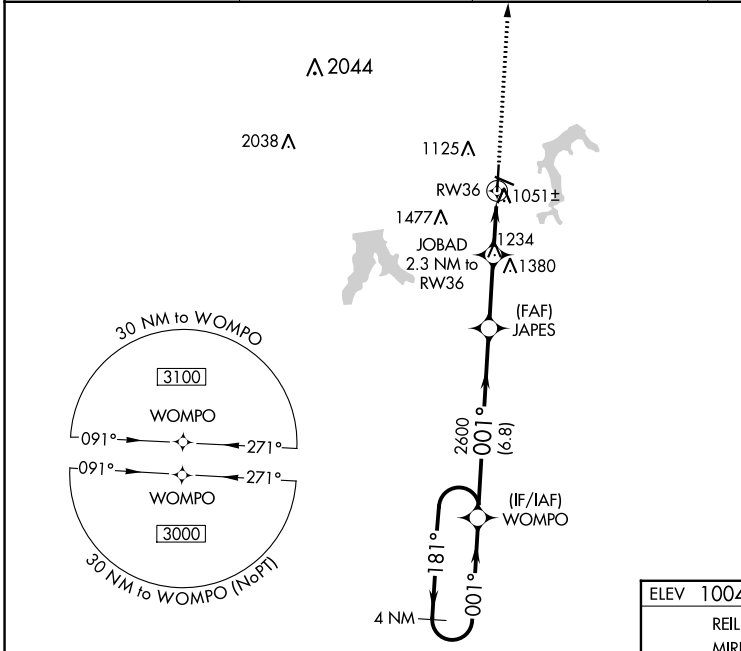 2044
2038
1125
RW36
1051±
1477
JOBAD
2.3 NM to
RW36
1234
1380
(FAF)
JAPES
30 NM to WOMPO
3100
WOMPO
091°
271°
091°
271°
WOMPO
3000
30 NM to WOMPO (NoPT)
2600
001°
(6.8)
(IF/IAF)
WOMPO
181°
001°
4 NM
ELEV 1004
REIL